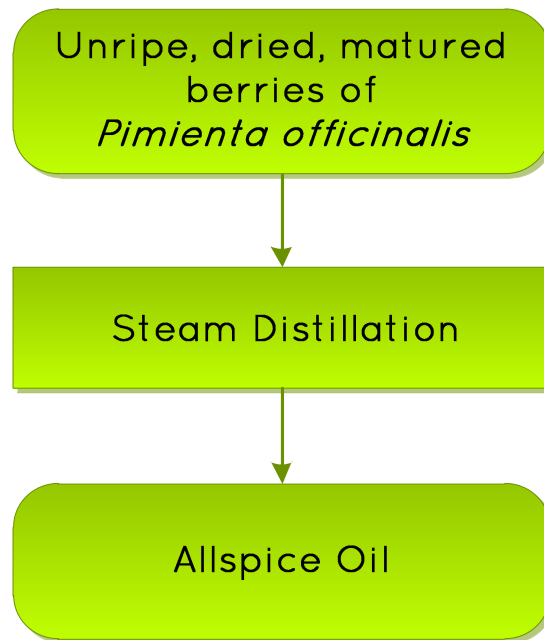 Unripe, dried, matured
berries of
Pimienta officinalis
Steam Distillation
Allspice Oil